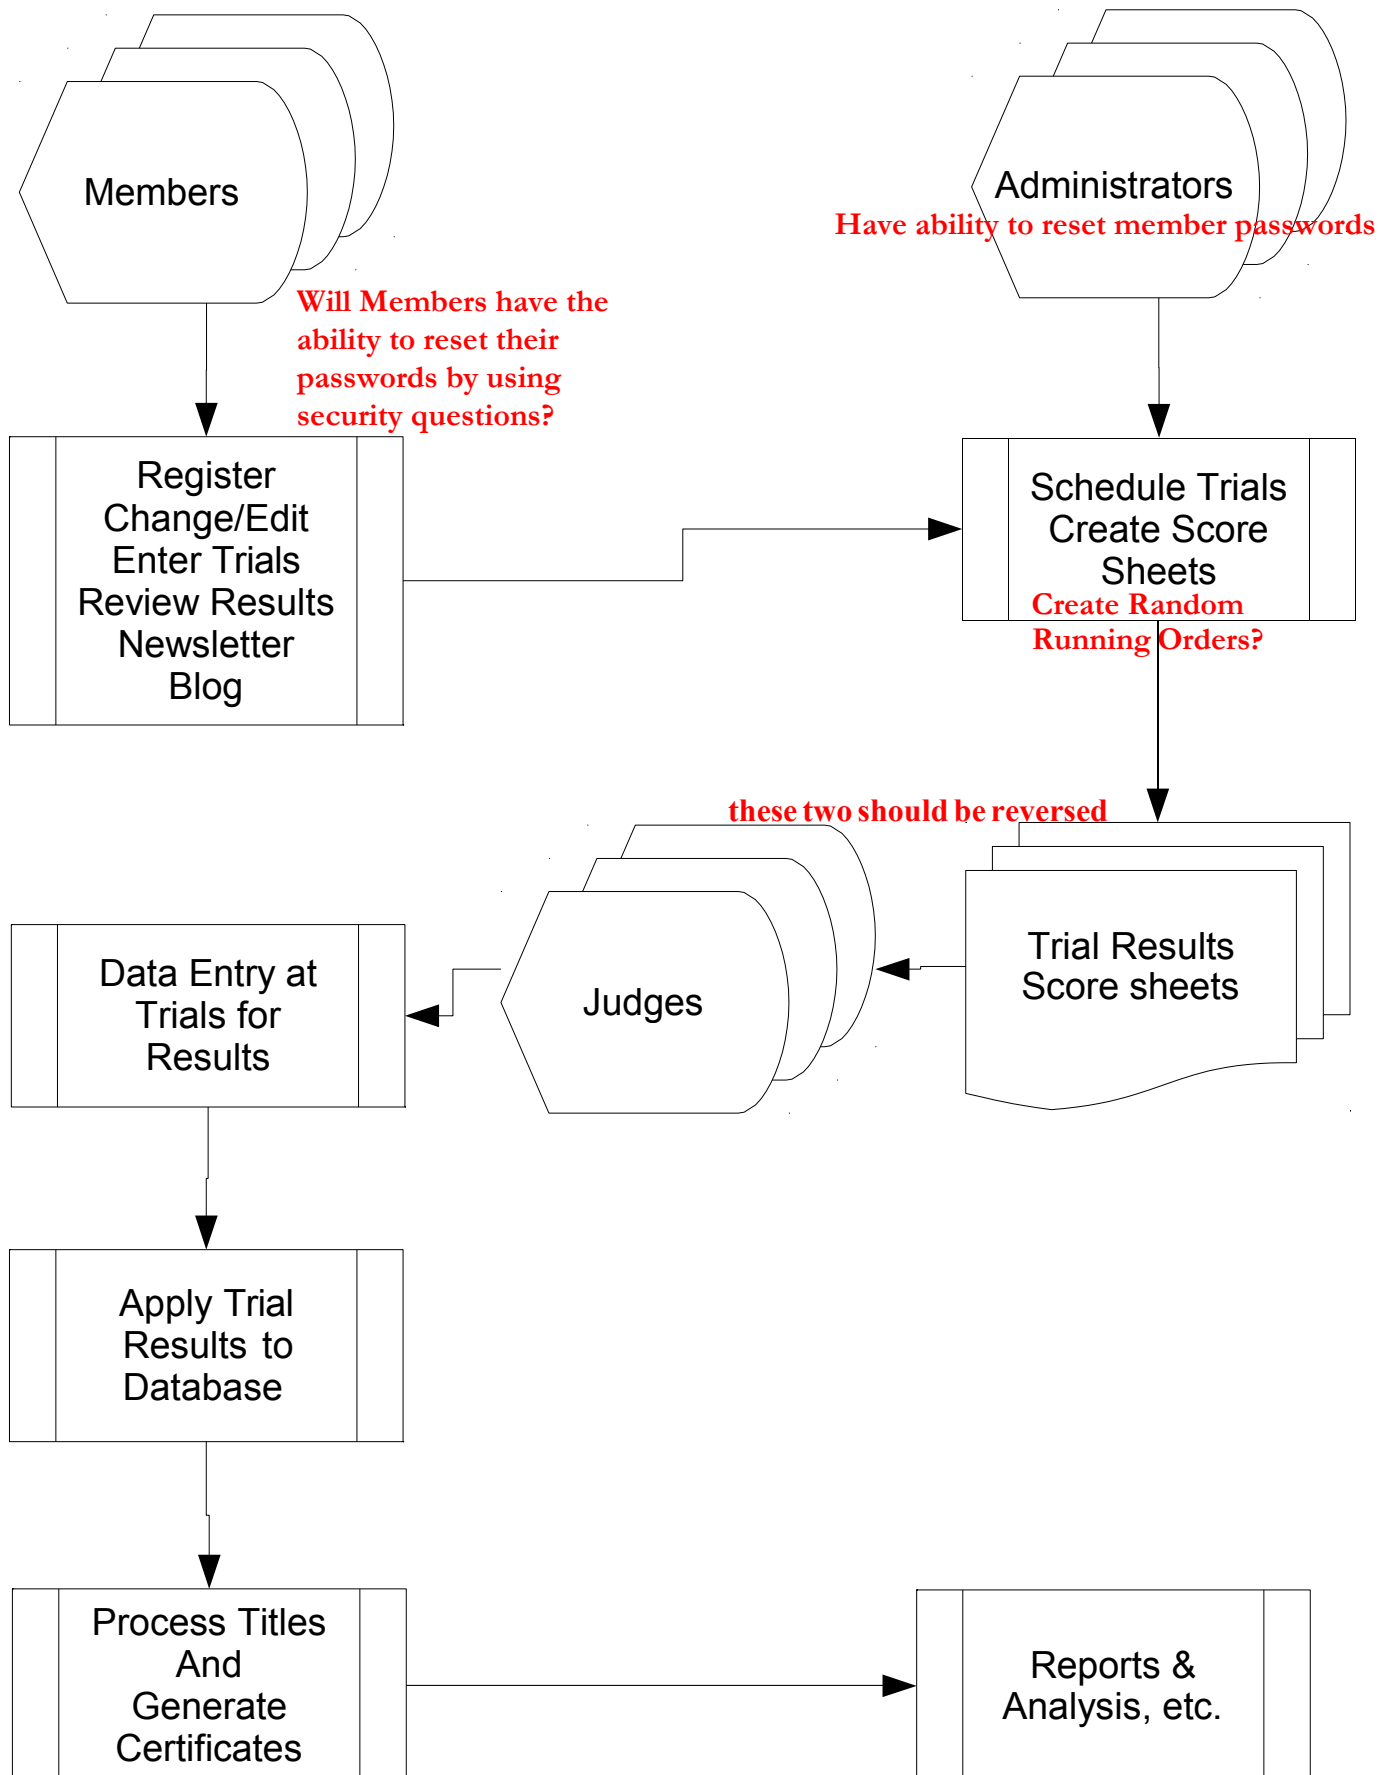 Members
Administrators
Have ability to reset member passwords
Will Members have the
ability to reset their
passwords by using
security questions?
Register
Change/Edit
Enter Trials
Review Results
Newsletter
Blog
Schedule Trials
Create Score
Sheets
Create Random
Running Orders?
these two should be reversed
Data Entry at
Trials for
Results
Judges
Trial Results
Score sheets
Apply Trial
Results to
Database
Process Titles
And
Generate
Certificates
Reports &
Analysis, etc.